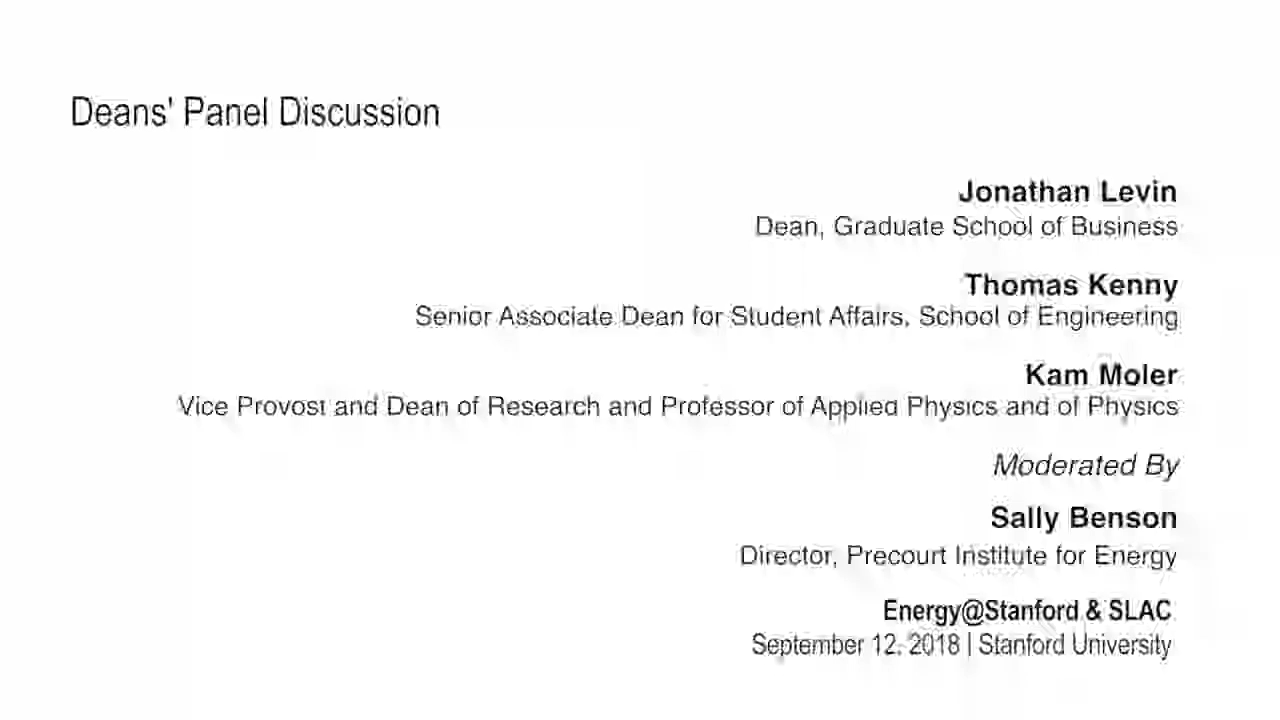 Deans' Panel Discussion
Jonathan Levin
Dean, Graduate School of Business
Thomas Kenny
Senior Associate Dean for Student Affairs, School of Engineering
Kam Moler
Vice Provost and Dean of Research and Professor of Applied Physics and of Physics
Moderated By
Sally Benson
Director, Precourt Institute for Energy
Energy@Stanford & SLAC
September 12, 2018 | Stanford University